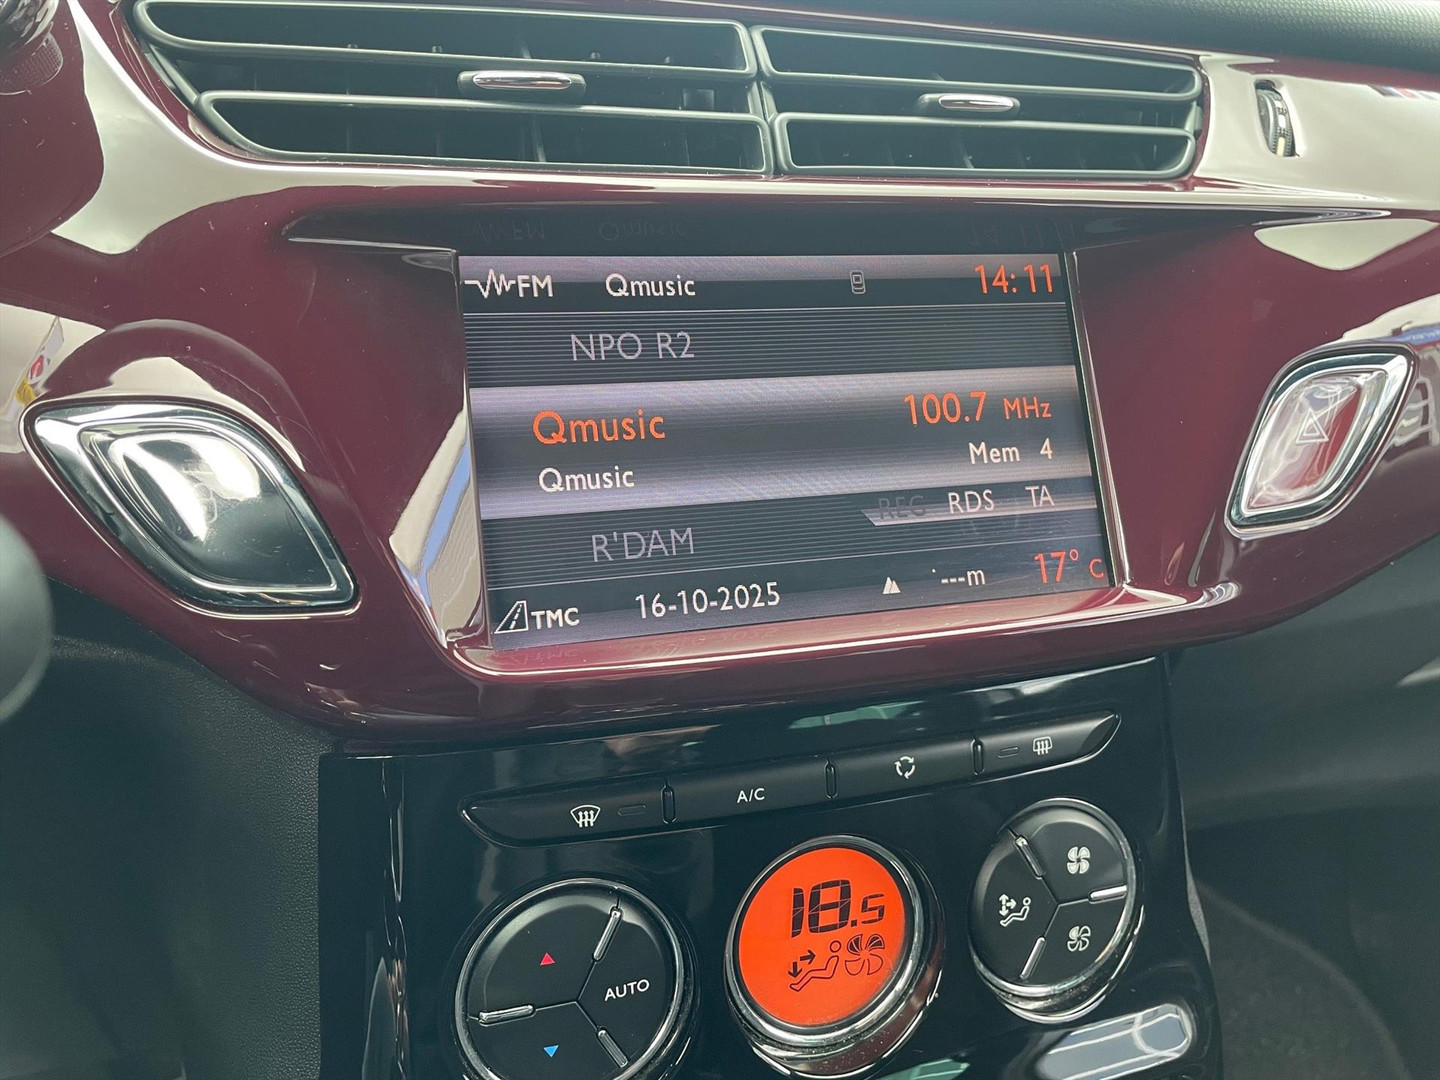 FM Qmusic 14:11
NPO R2
Qmusic 100.7 MHz
Qmusic Mem 4
REG RDS TA
R'DAM
TMC 16-10-2025 ---m 17° C
A/C
18.5
AUTO